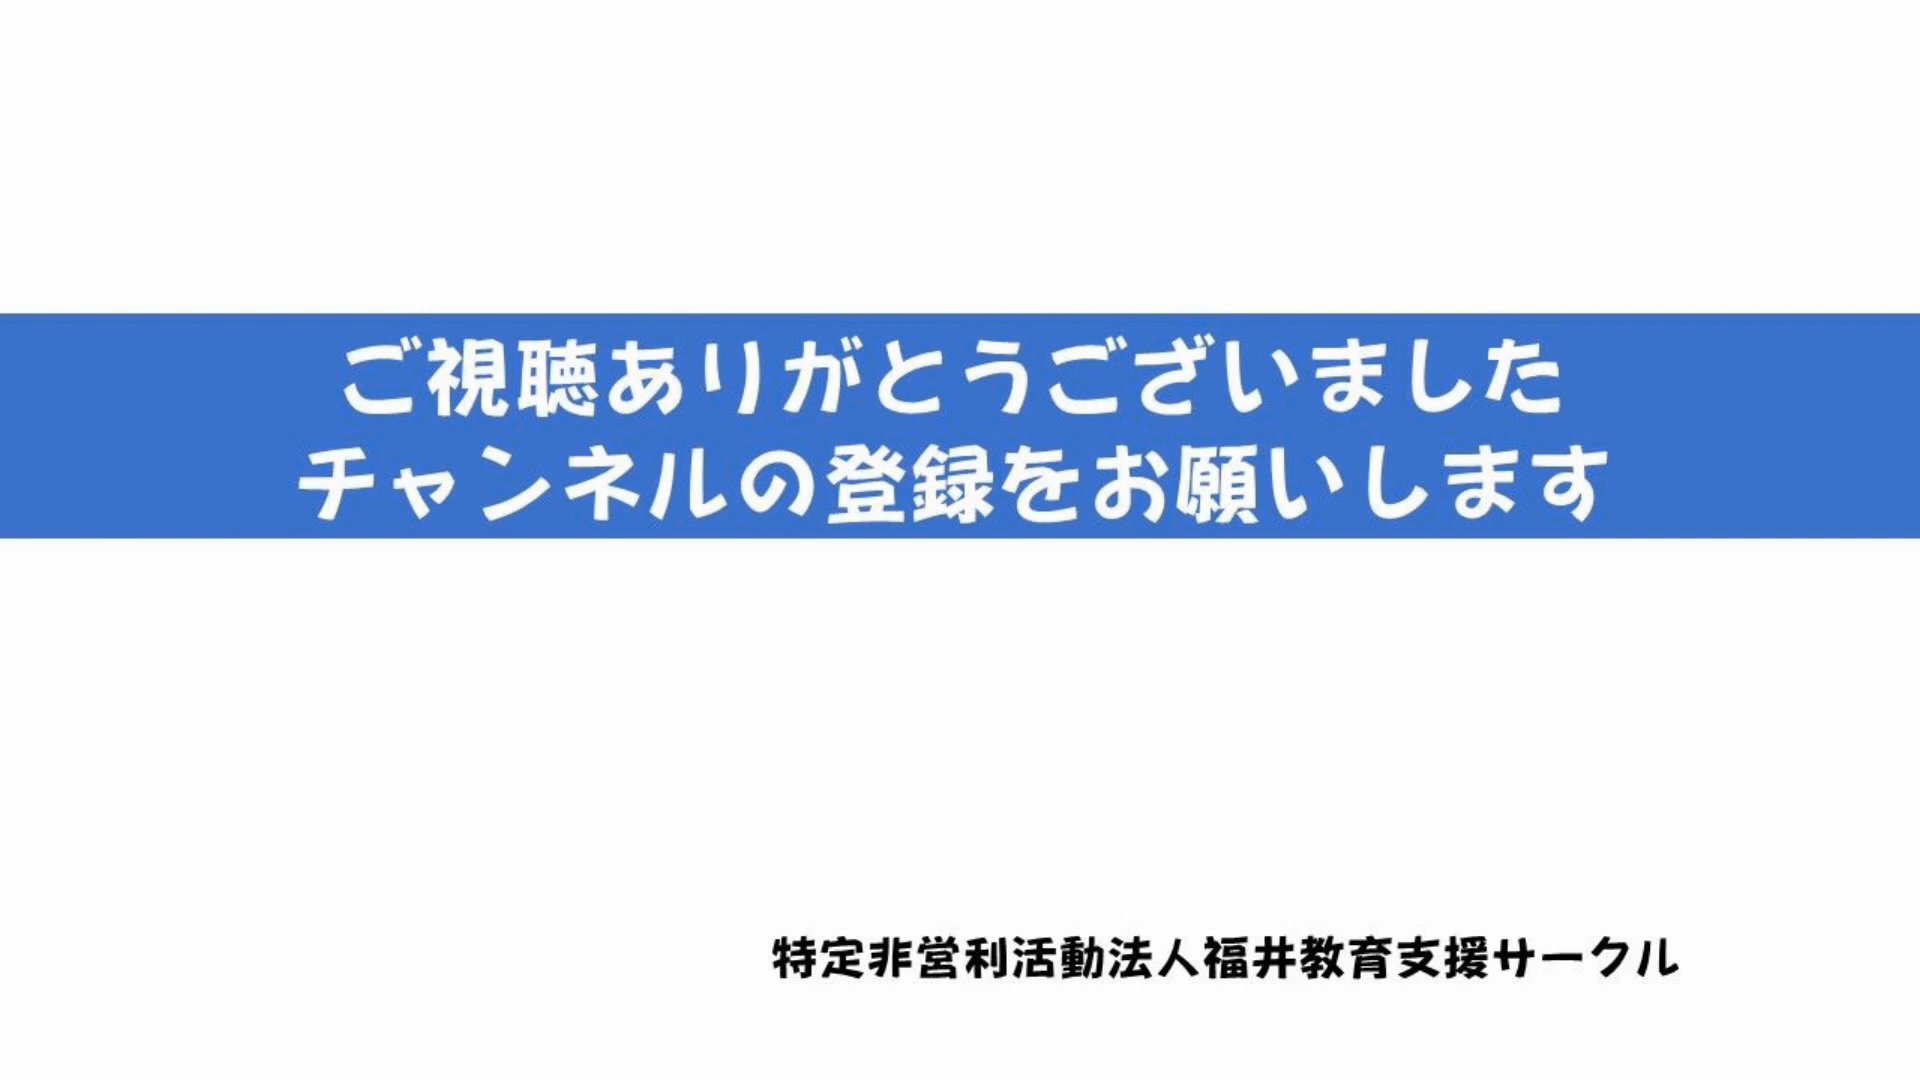 ご視聴ありがとうございました
チャンネルの登録をお願いします
特定非営利活動法人福井教育支援サークル